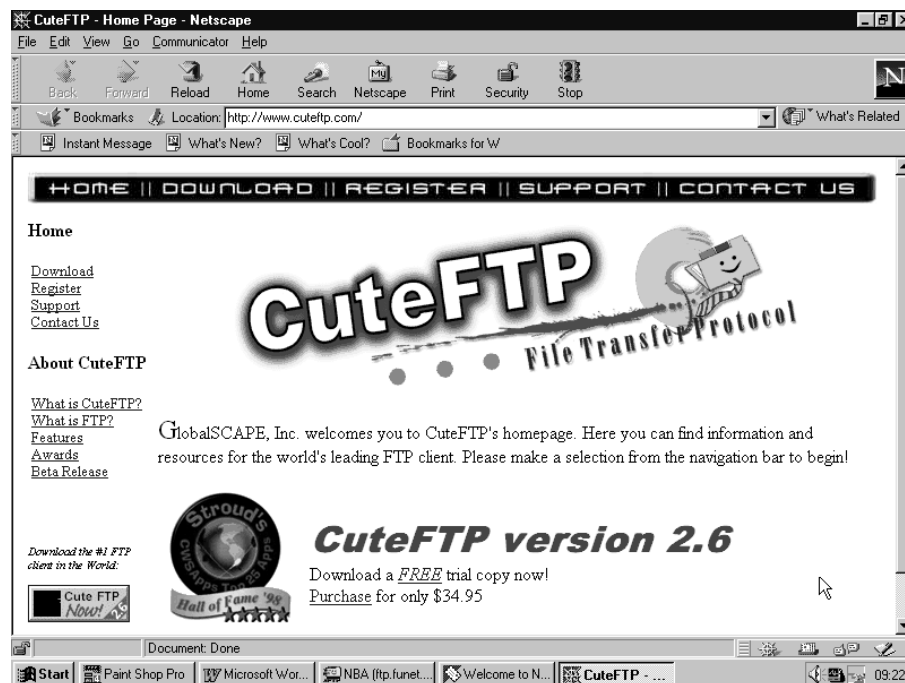 CuteFTP - Home Page - Netscape
File Edit View Go Communicator Help
Back Forward Reload Home Search Netscape Print Security Stop
My
N
Bookmarks Location: http://www.cuteftp.com/ What's Related
Instant Message What's New? What's Cool? Bookmarks for W
HOME || DOWNLOAD || REGISTER || SUPPORT || CONTACT US
Home
Download
Register
Support
Contact Us
CuteFTP
File Transfer Protocol
About CuteFTP
What is CuteFTP?
What is FTP?
Features
Awards
Beta Release
GlobalSCAPE, Inc. welcomes you to CuteFTP's homepage. Here you can find information and
resources for the world's leading FTP client. Please make a selection from the navigation bar to begin!
Download the #1 FTP
client in the World:
Cute FTP
Now! 2.6
Stroud's
CWSApps Top 25 Apps
Hall of Fame '98
CuteFTP version 2.6
Download a FREE trial copy now!
Purchase for only $34.95
Document: Done
Start Paint Shop Pro Microsoft Wor... NBA (ftp.funet.... Welcome to N... CuteFTP - ... 09:22